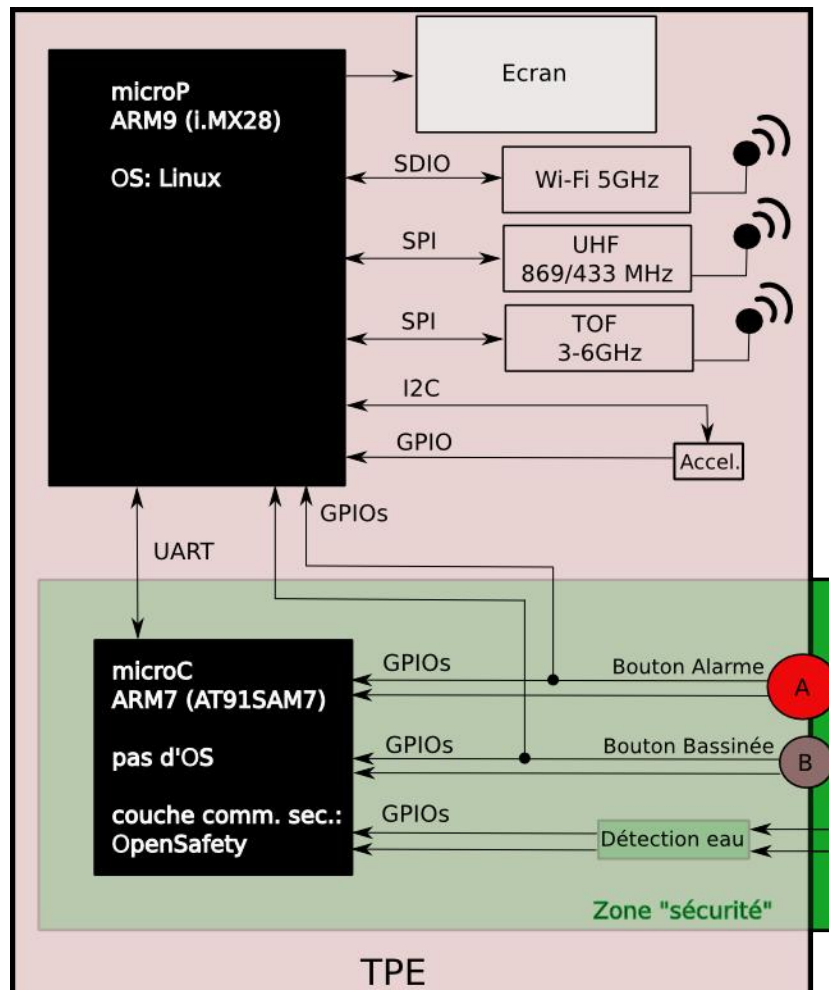 microP
ARM9 (i.MX28)
OS: Linux
Ecran
SDIO
Wi-Fi 5GHz
SPI
UHF
869/433 MHz
SPI
TOF
3-6GHz
I2C
GPIO
Accel.
GPIOs
UART
microC
ARM7 (AT91SAM7)
pas d'OS
couche comm. sec.:
OpenSafety
GPIOs
Bouton Alarme
A
GPIOs
Bouton Bassinée
B
GPIOs
Détection eau
Zone "sécurité"
TPE